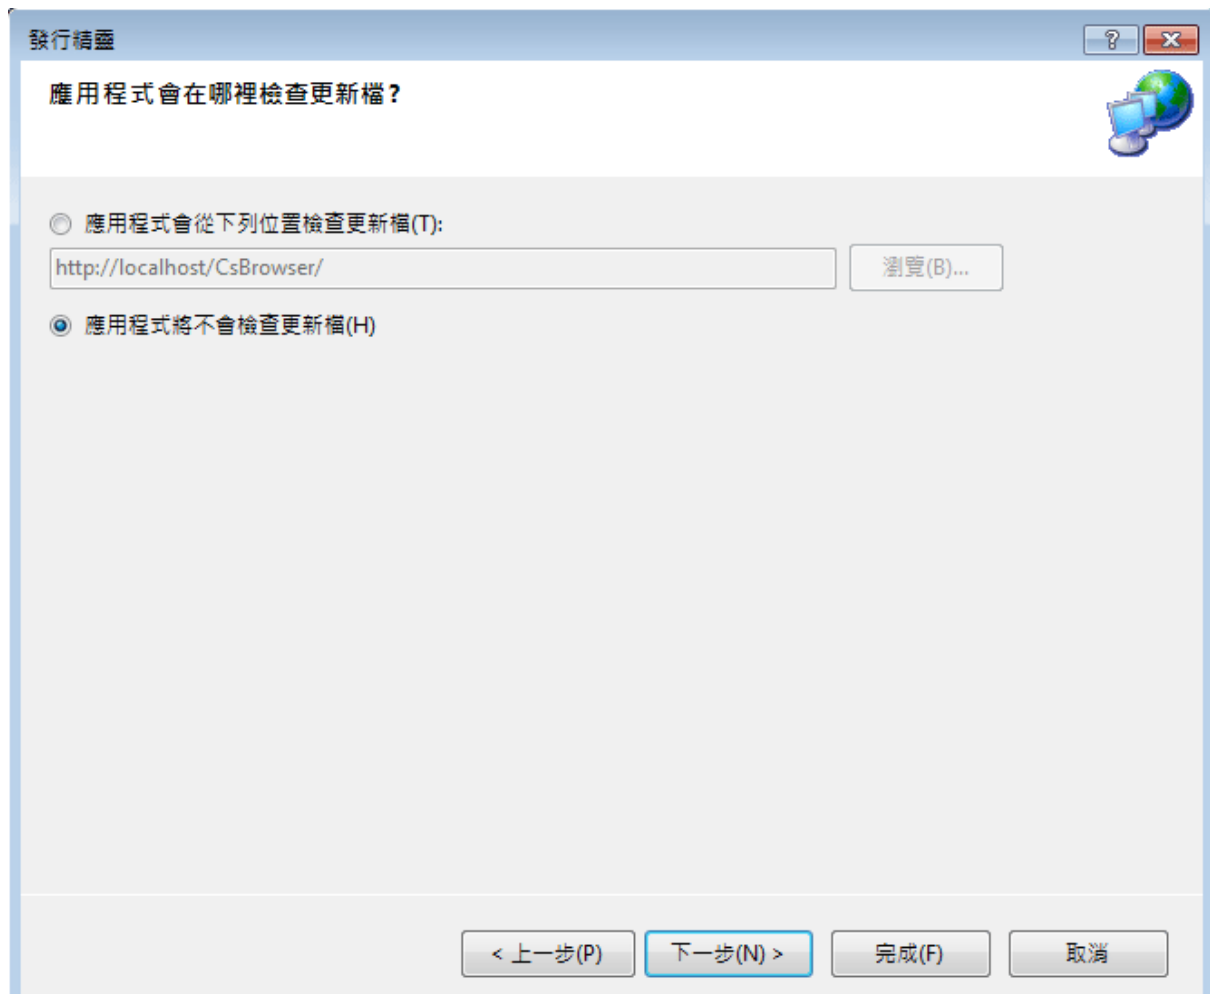 發行精靈
應用程式會在哪裡檢查更新檔?
應用程式會從下列位置檢查更新檔(T):
http://localhost/CsBrowser/
瀏覽(B)...
應用程式將不會檢查更新檔(H)
< 上一步(P) 下一步(N) > 完成(F) 取消